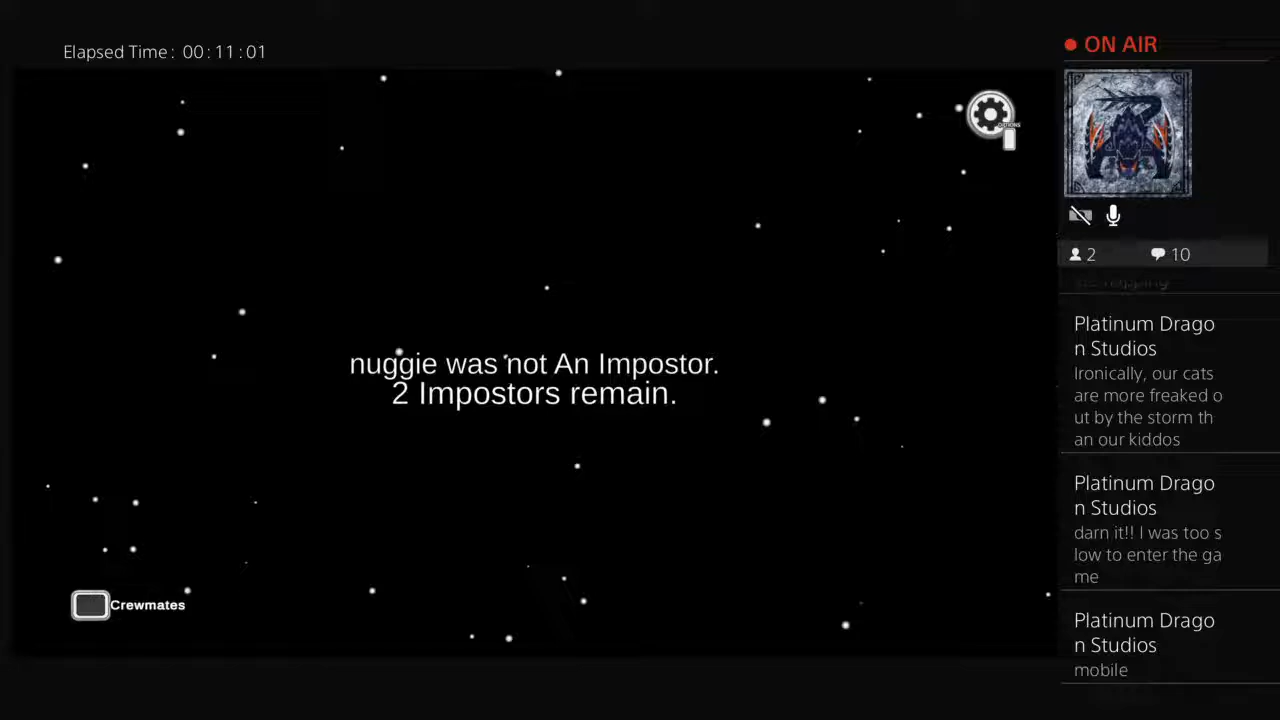 Elapsed Time: 00:11:01
ON AIR
OPTIONS
2 10
nuggie was not An Impostor.
2 Impostors remain.
Crewmates
Platinum Drago
n Studios
Ironically, our cats
are more freaked o
ut by the storm th
an our kiddos
Platinum Drago
n Studios
darn it!! I was too s
low to enter the ga
me
Platinum Drago
n Studios
mobile